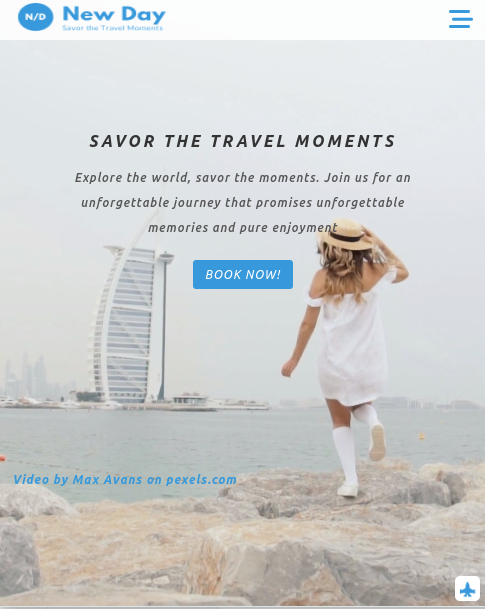 N/D New Day
Savor the Travel Moments
SAVOR THE TRAVEL MOMENTS
Explore the world, savor the moments. Join us for an
unforgettable journey that promises unforgettable
memories and pure enjoyment
BOOK NOW!
Video by Max Avans on pexels.com